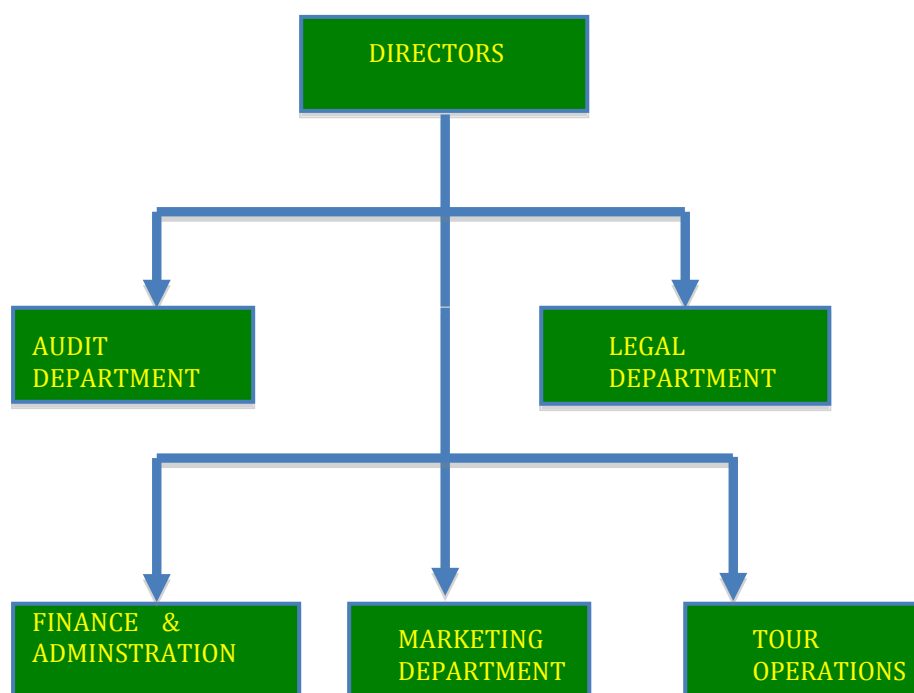 DIRECTORS
AUDIT
DEPARTMENT
LEGAL
DEPARTMENT
FINANCE &
ADMINSTRATION
MARKETING
DEPARTMENT
TOUR
OPERATIONS